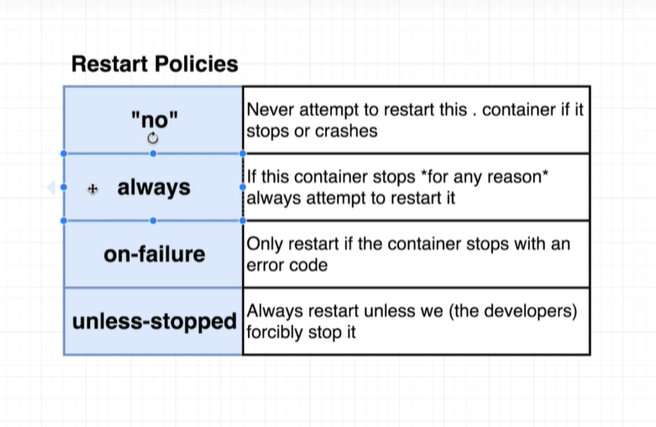 Restart Policies
"no"
Never attempt to restart this . container if it
stops or crashes
always
If this container stops *for any reason*
always attempt to restart it
on-failure
Only restart if the container stops with an
error code
unless-stopped
Always restart unless we (the developers)
forcibly stop it